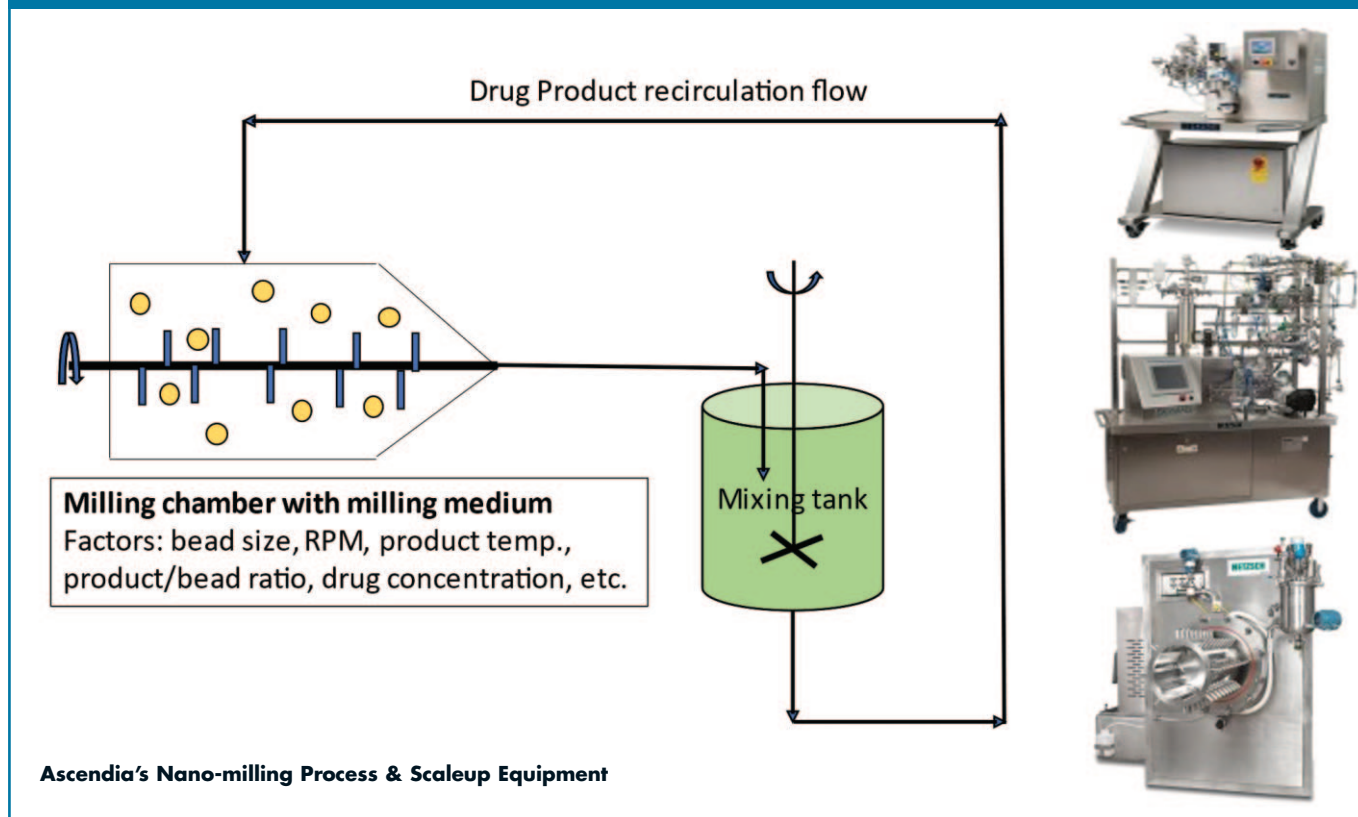 Drug Product recirculation flow
Mixing tank
Milling chamber with milling medium
Factors: bead size, RPM, product temp.,
product/bead ratio, drug concentration, etc.
NETZSCH
Ascendia’s Nano-milling Process & Scaleup Equipment